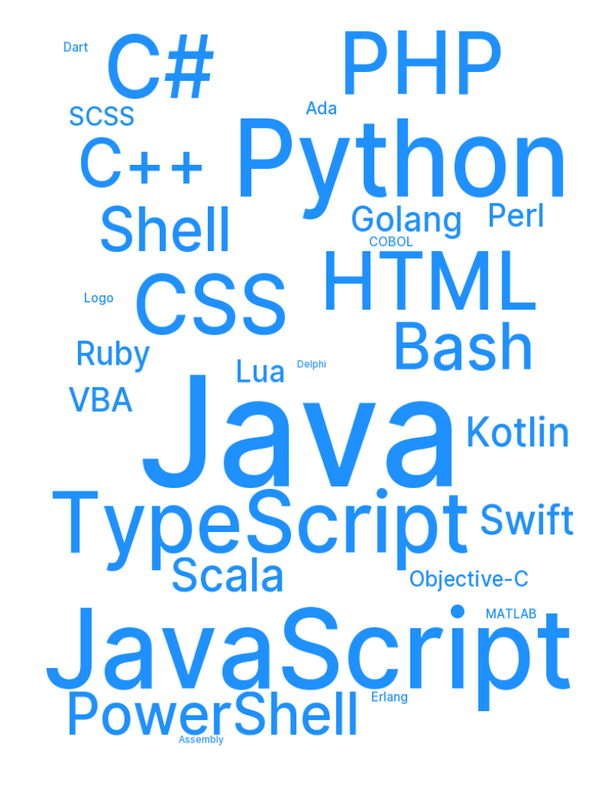 Dart
C#
PHP
SCSS
Ada
C++
Python
Shell
Golang
Perl
COBOL
HTML
Logo
CSS
Bash
Ruby
Lua
Delphi
VBA
Java
Kotlin
TypeScript
Swift
Scala
Objective-C
JavaScript
MATLAB
PowerShell
Erlang
Assembly